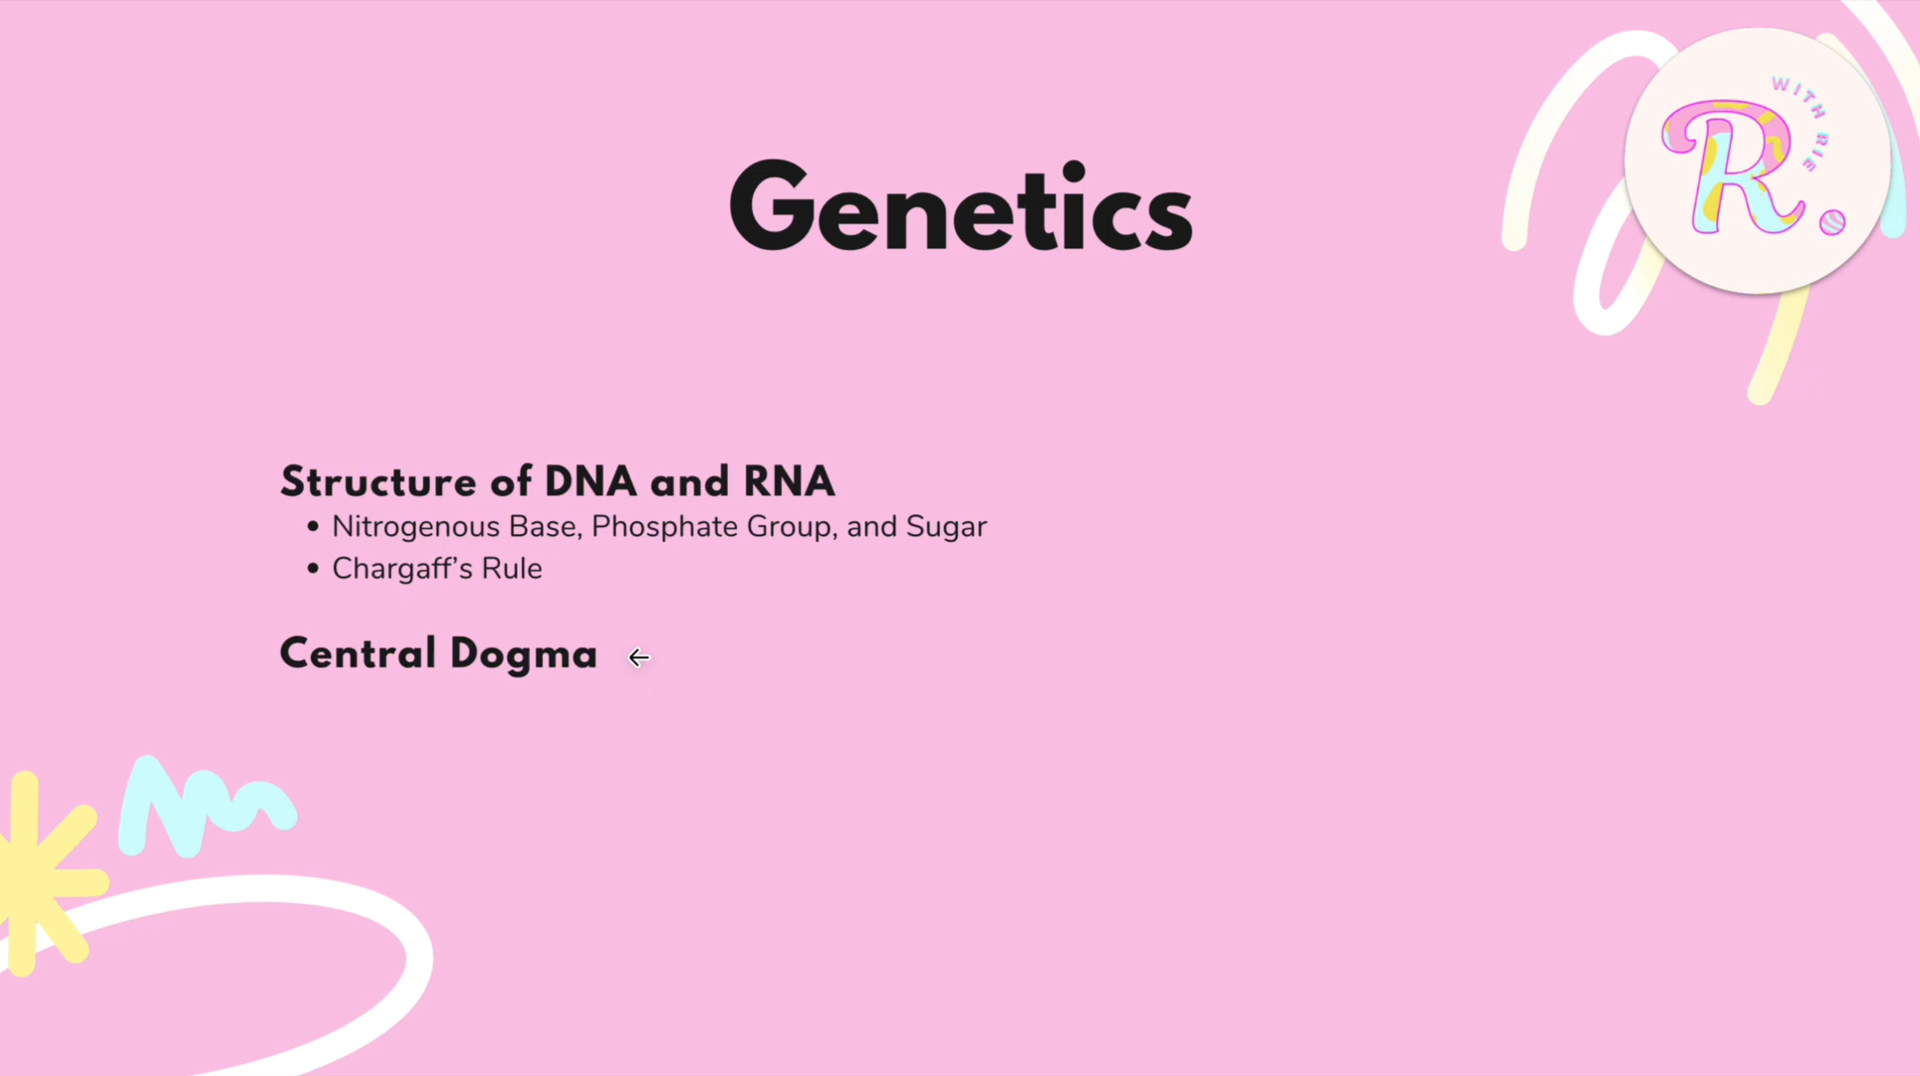 WITH RIE
R.
Genetics
Structure of DNA and RNA
• Nitrogenous Base, Phosphate Group, and Sugar
• Chargaff’s Rule
Central Dogma ←